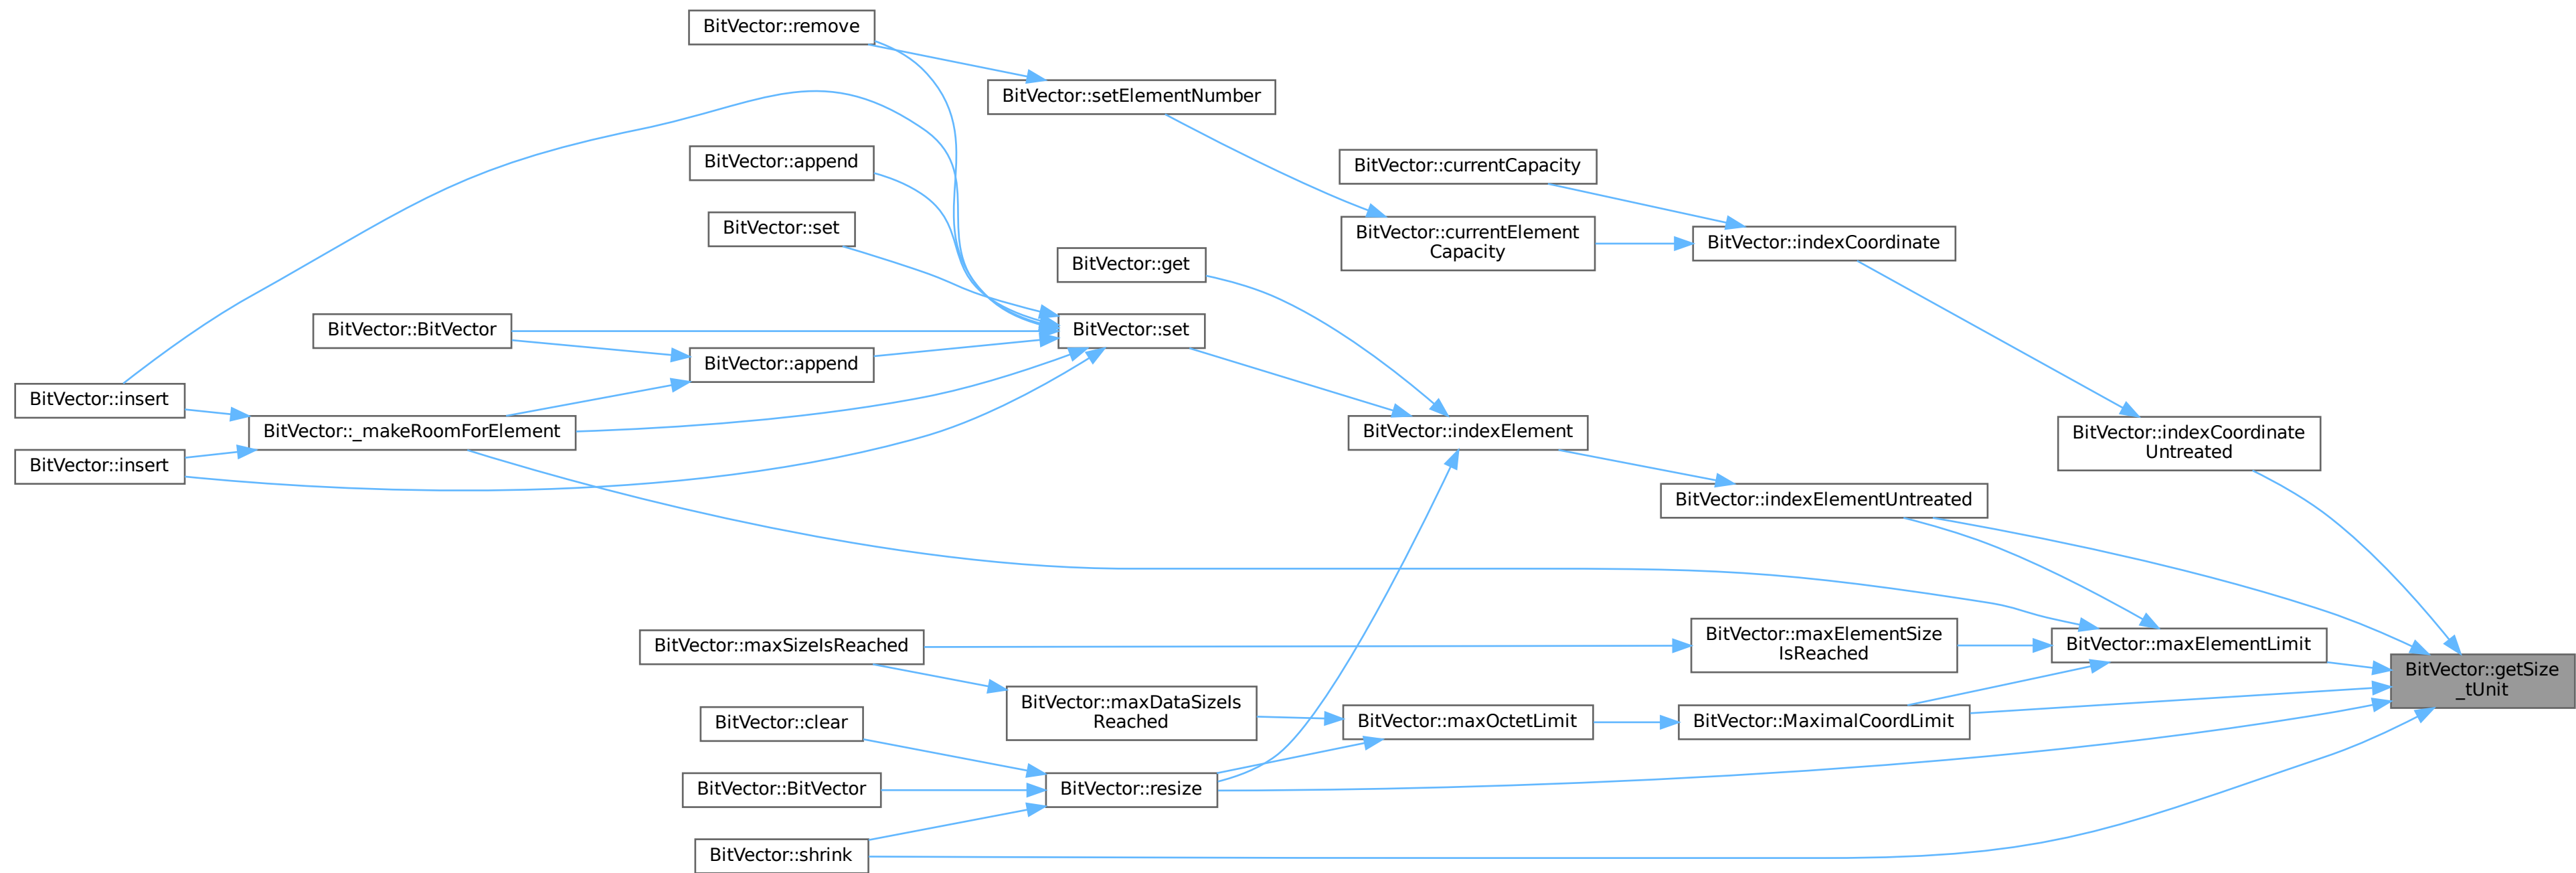 BitVector::remove
BitVector::setElementNumber
BitVector::append
BitVector::currentCapacity
BitVector::set
BitVector::currentElement
Capacity
BitVector::indexCoordinate
BitVector::get
BitVector::BitVector
BitVector::set
BitVector::append
BitVector::insert
BitVector::_makeRoomForElement
BitVector::indexElement
BitVector::indexCoordinate
Untreated
BitVector::insert
BitVector::indexElementUntreated
BitVector::maxSizeIsReached
BitVector::maxElementSize
IsReached
BitVector::maxElementLimit
BitVector::getSize
_tUnit
BitVector::maxDataSizeIs
Reached
BitVector::clear
BitVector::maxOctetLimit
BitVector::MaximalCoordLimit
BitVector::BitVector
BitVector::resize
BitVector::shrink